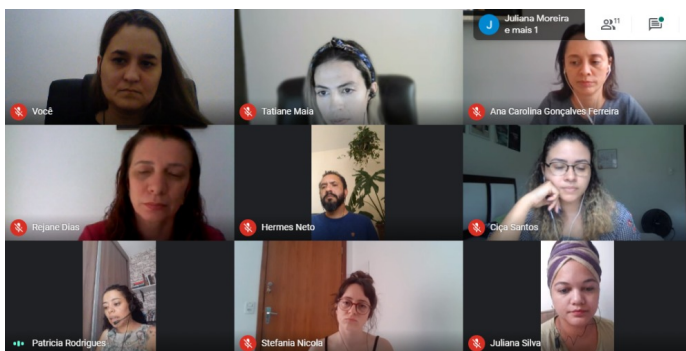 J
Juliana Moreira
e mais 1
11
Você
Tatiane Maia
Ana Carolina Gonçalves Ferreira
Rejane Dias
Hermes Neto
Ciça Santos
Patricia Rodrigues
Stefania Nicola
Juliana Silva